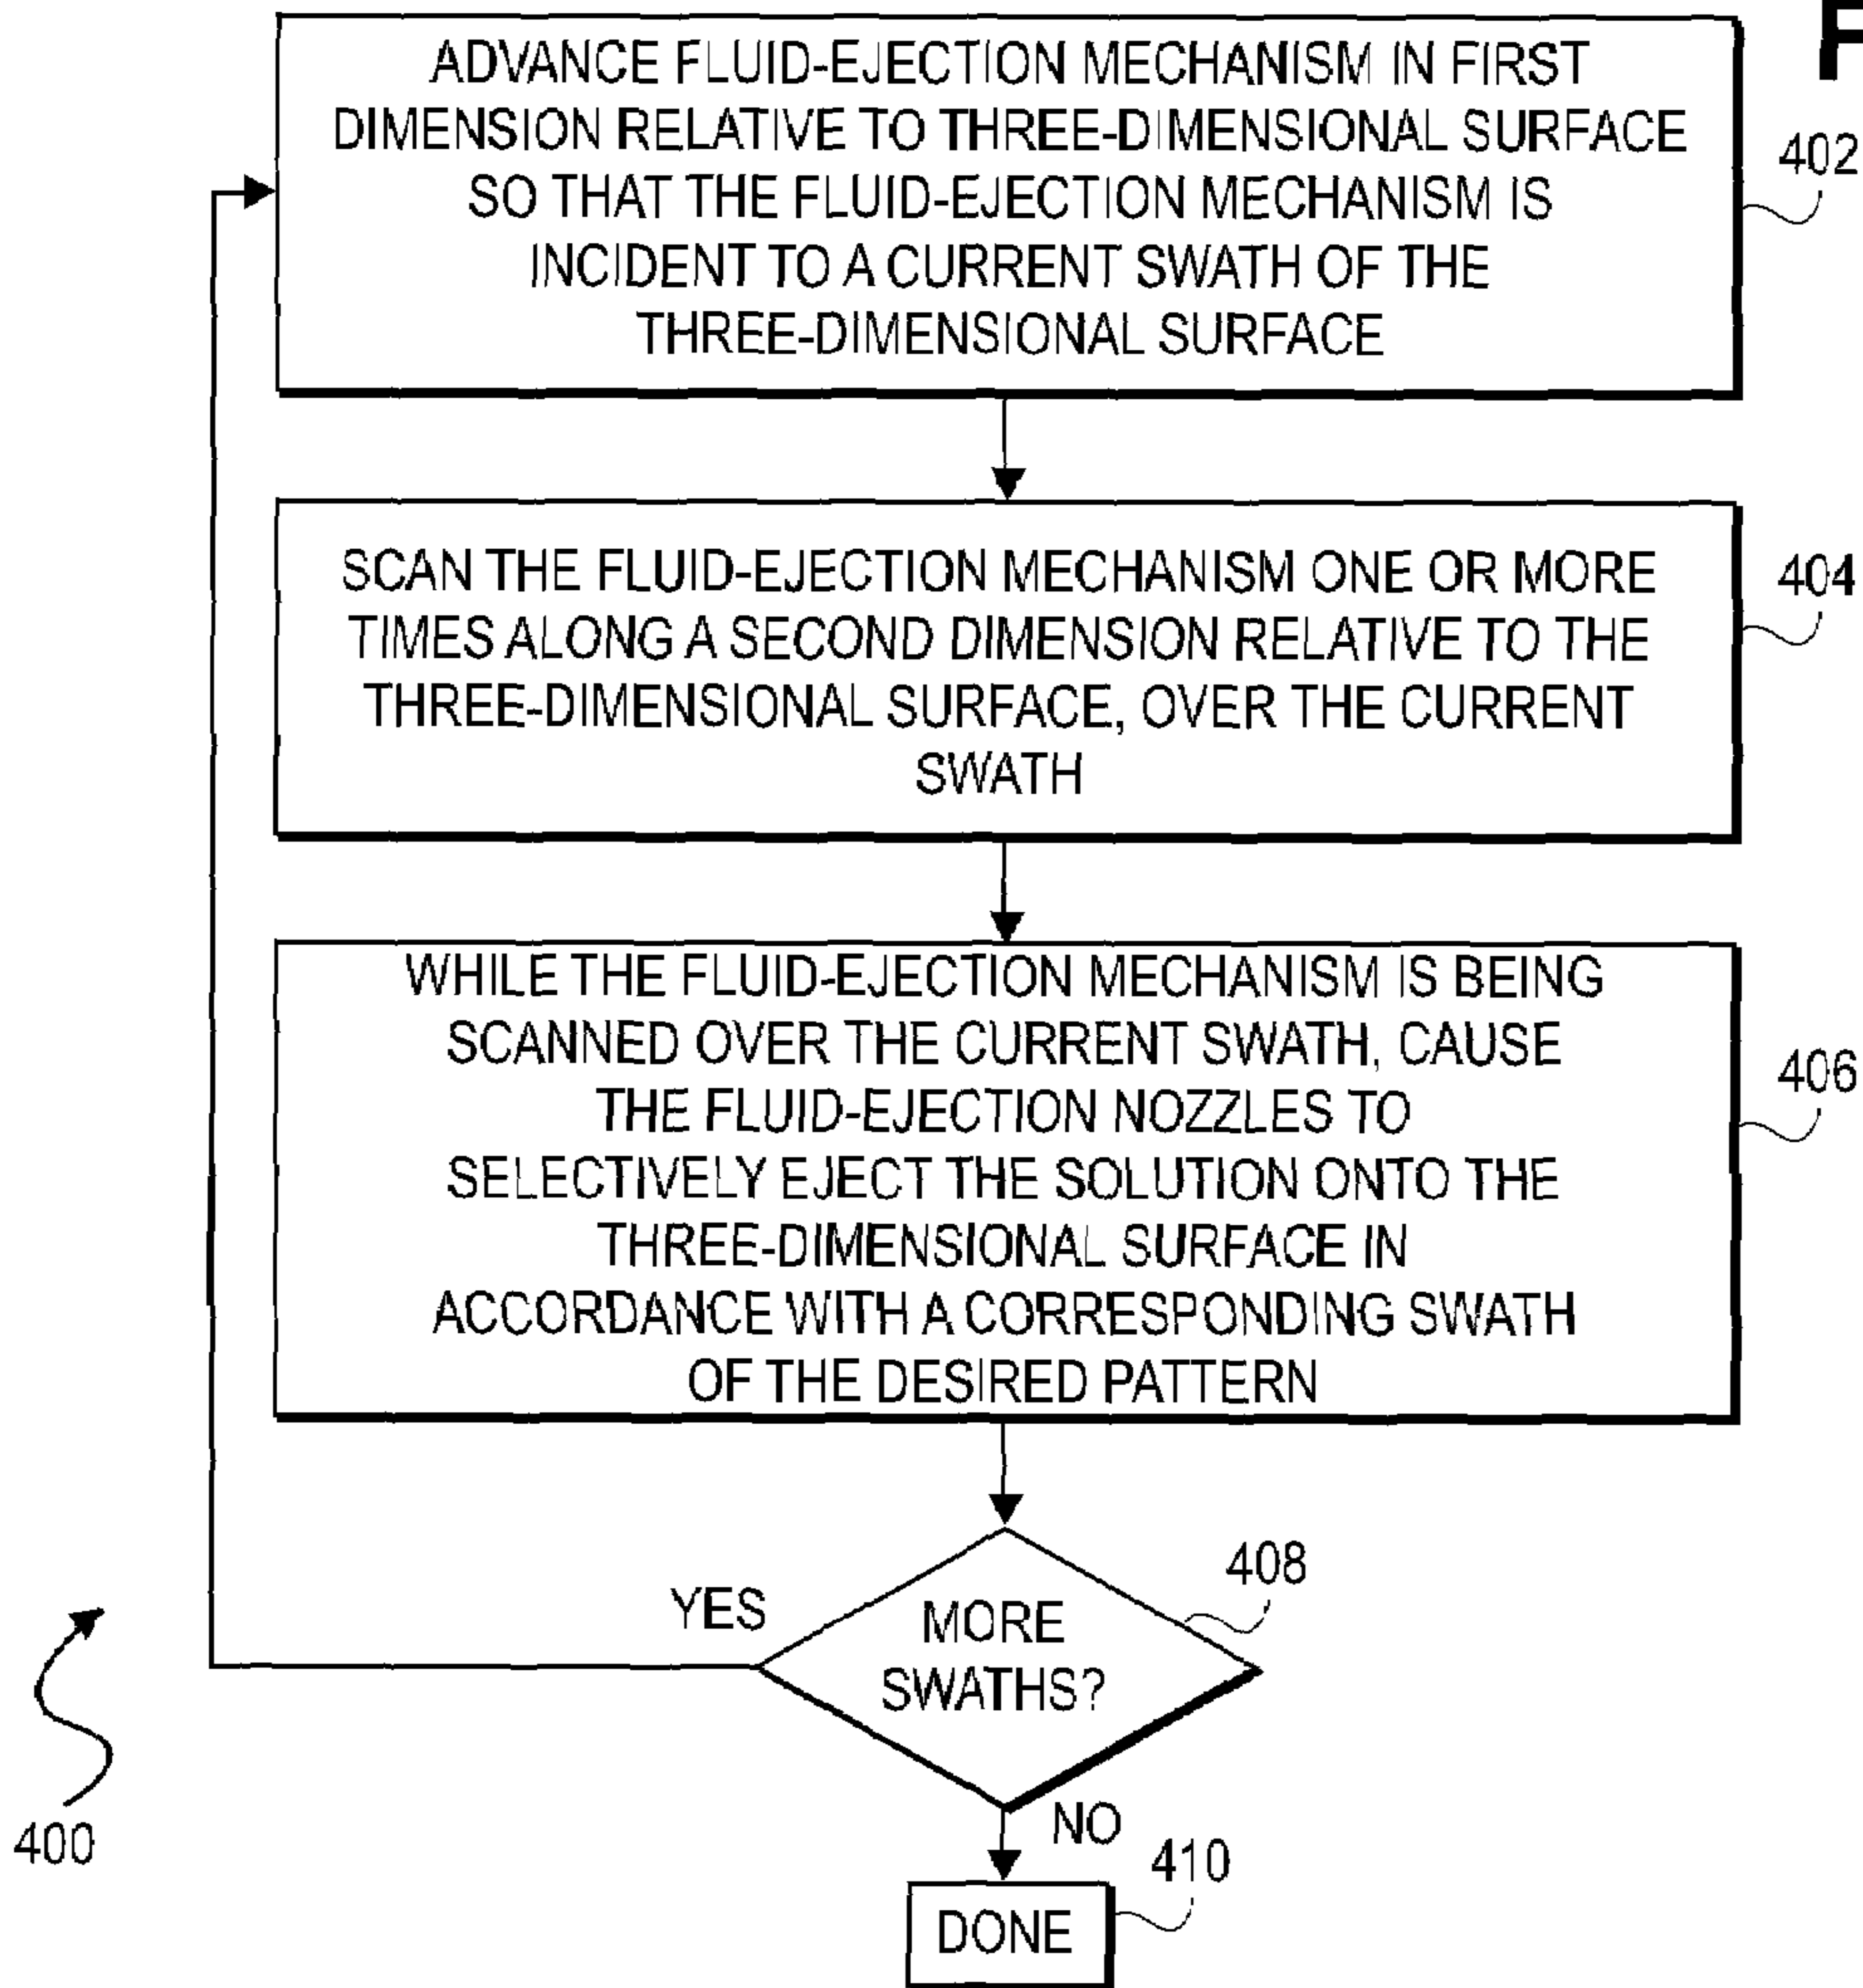 F
ADVANCE FLUID-EJECTION MECHANISM IN FIRST
DIMENSION RELATIVE TO THREE-DIMENSIONAL SURFACE
SO THAT THE FLUID-EJECTION MECHANISM IS
INCIDENT TO A CURRENT SWATH OF THE
THREE-DIMENSIONAL SURFACE
402
SCAN THE FLUID-EJECTION MECHANISM ONE OR MORE
TIMES ALONG A SECOND DIMENSION RELATIVE TO THE
THREE-DIMENSIONAL SURFACE, OVER THE CURRENT
SWATH
404
WHILE THE FLUID-EJECTION MECHANISM IS BEING
SCANNED OVER THE CURRENT SWATH, CAUSE
THE FLUID-EJECTION NOZZLES TO
SELECTIVELY EJECT THE SOLUTION ONTO THE
THREE-DIMENSIONAL SURFACE IN
ACCORDANCE WITH A CORRESPONDING SWATH
OF THE DESIRED PATTERN
406
YES
MORE
SWATHS?
408
NO
DONE
410
400